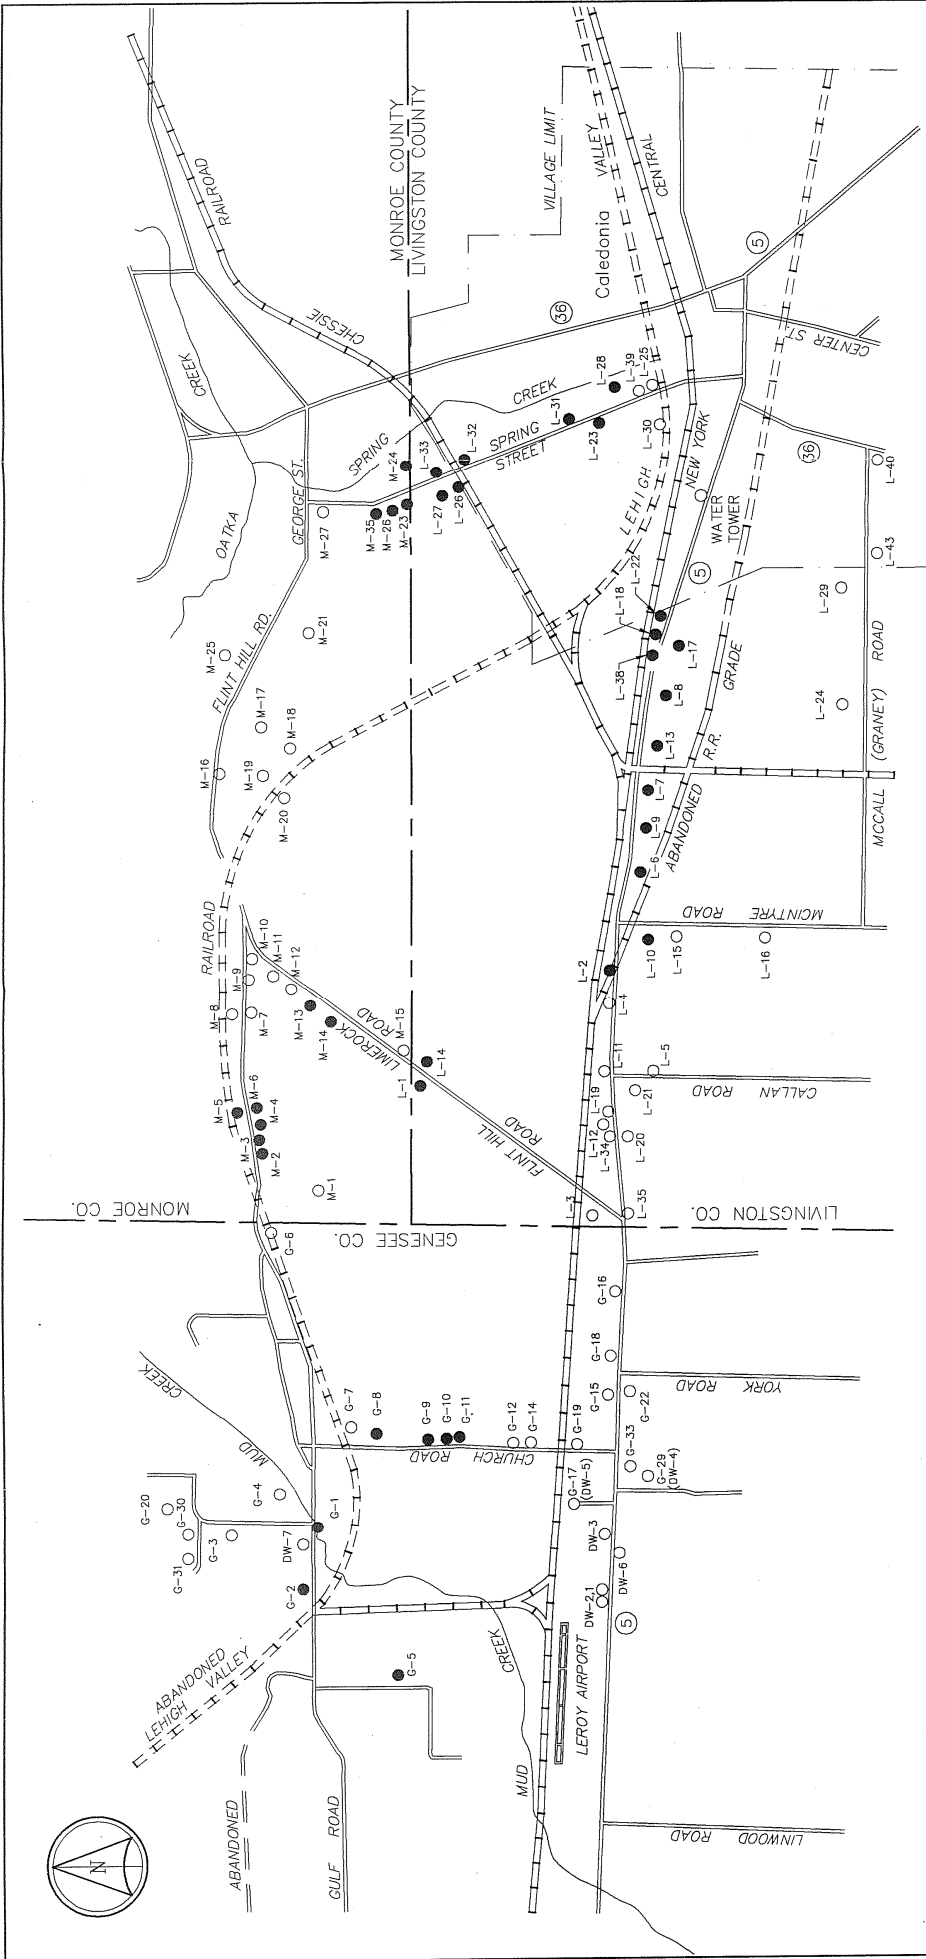 N
ABANDONED
LEHIGH VALLEY
ABANDONED
GULF ROAD
MUD
CREEK
LEROY AIRPORT
LINWOOD ROAD
5
G-5
G-2
G-31
G-30
G-20
G-3
G-4
DW-7
G-1
MUD
CREEK
DW-2,1
DW-6
DW-3
G-17
(DW-5)
G-29
(DW-4)
G-33
G-22
G-19
G-15
G-18
G-16
G-7
G-8
G-9
G-10
G-11
G-12
G-14
CHURCH ROAD
YORK ROAD
G-6
MONROE CO.
GENESEE CO.
LIVINGSTON CO.
M-1
M-2
M-3
M-4
M-5
M-6
M-7
M-8
M-9
M-10
M-11
M-12
M-13
M-14
M-15
LIMEROCK
ROAD
FLINT HILL
ROAD
L-1
L-14
L-3
L-35
L-34
L-20
L-12
L-19
L-21
L-11
L-5
L-4
L-2
CALLAN ROAD
L-10
L-15
L-16
MCINTYRE ROAD
RAILROAD
M-16
M-17
M-18
M-19
M-20
M-21
M-25
M-27
FLINT HILL RD.
GEORGE ST.
OATKA
CREEK
SPRING
CREEK
M-35
M-26
M-23
M-24
L-33
L-27
L-26
L-32
SPRING
STREET
L-31
L-23
L-28
L-39
L-25
L-30
CHESSIE
RAILROAD
MONROE COUNTY
LIVINGSTON COUNTY
VILLAGE LIMIT
Caledonia
36
LEHIGH
VALLEY
NEW YORK
CENTRAL
WATER
TOWER
5
5
36
CENTER ST.
L-22
L-18
L-38
L-17
L-8
L-13
L-7
L-9
L-6
ABANDONED R.R. GRADE
L-24
L-29
L-43
L-40
MCCALL (GRANEY) ROAD